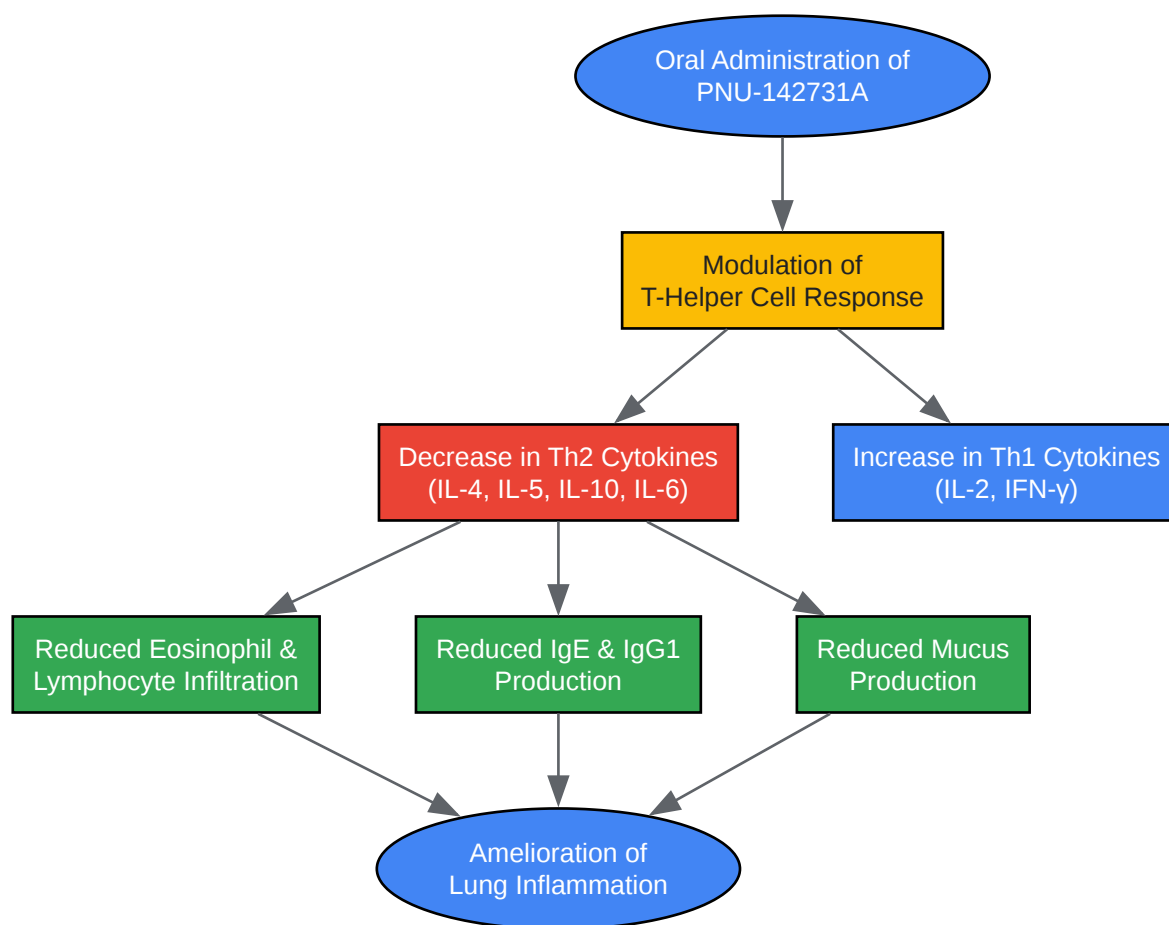 Oral Administration of
PNU-142731A
Modulation of
T-Helper Cell Response
Decrease in Th2 Cytokines
(IL-4, IL-5, IL-10, IL-6)
Increase in Th1 Cytokines
(IL-2, IFN-γ)
Reduced Eosinophil &
Lymphocyte Infiltration
Reduced IgE & IgG1
Production
Reduced Mucus
Production
Amelioration of
Lung Inflammation